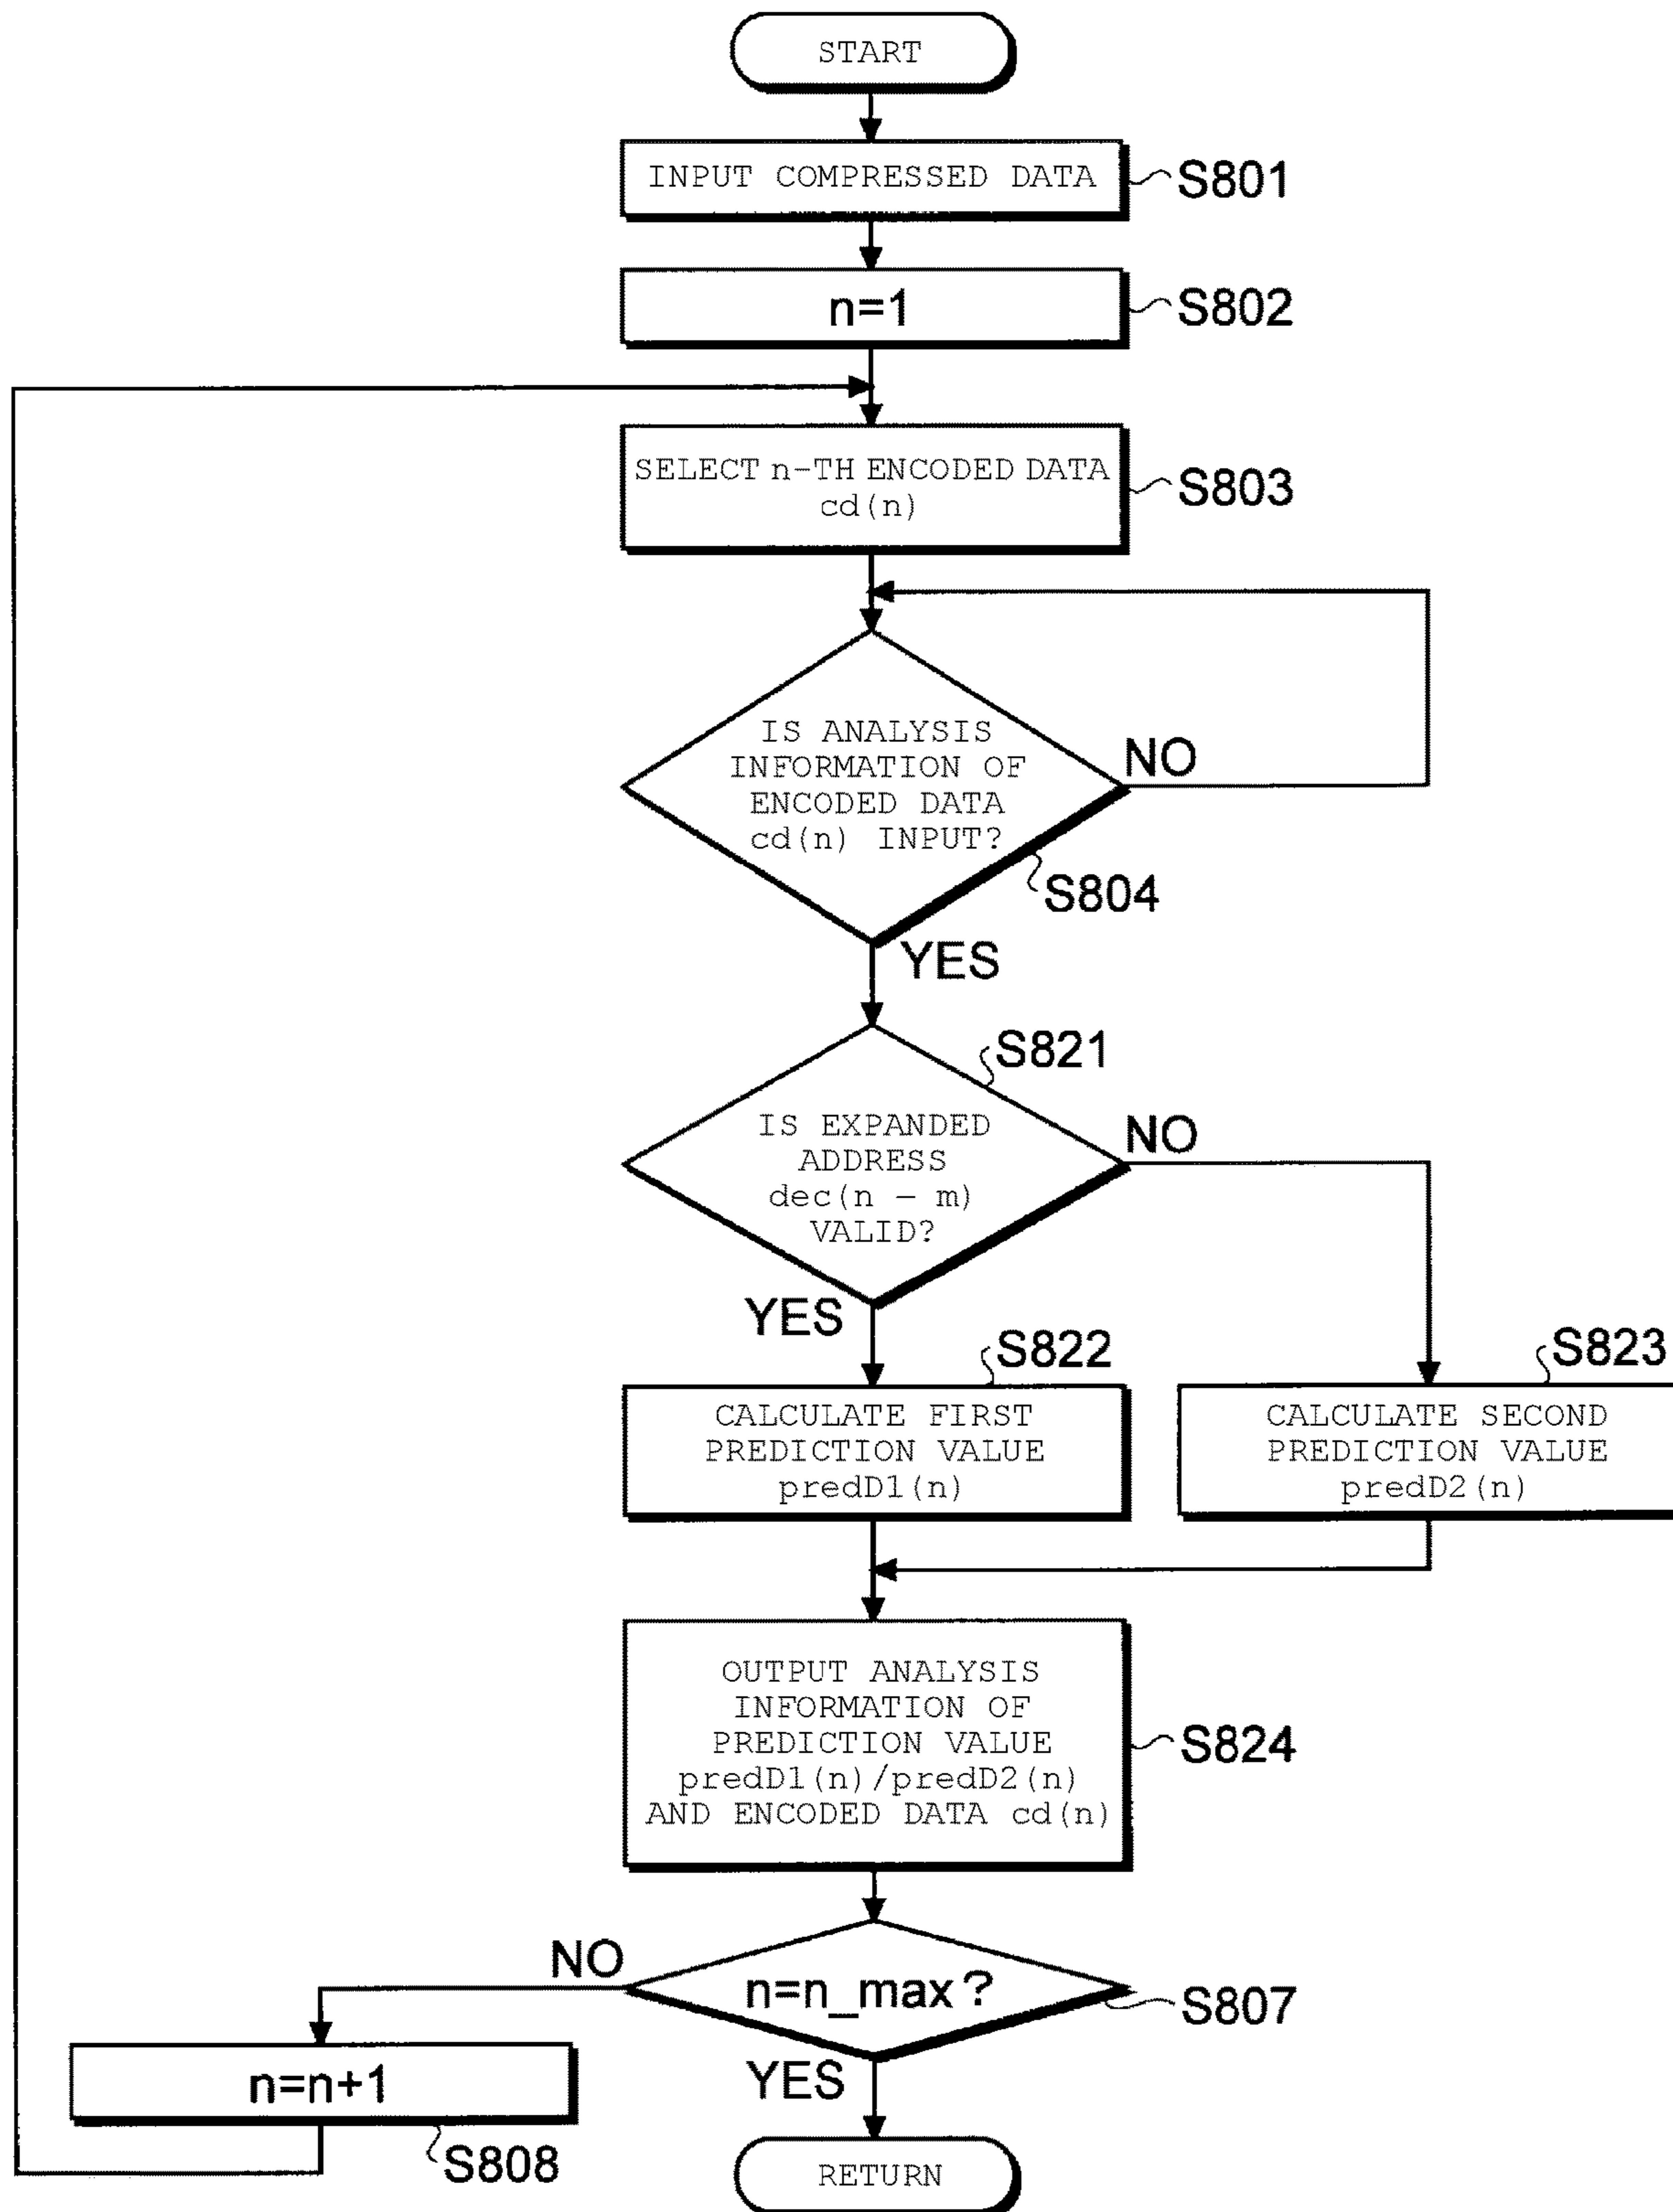 START
INPUT COMPRESSED DATA
S801
n=1
S802
SELECT n-TH ENCODED DATA
cd(n)
S803
IS ANALYSIS
INFORMATION OF
ENCODED DATA
cd(n) INPUT?
NO
S804
YES
S821
IS EXPANDED
ADDRESS
dec(n - m)
VALID?
NO
YES
S822
CALCULATE FIRST
PREDICTION VALUE
predD1(n)
S823
CALCULATE SECOND
PREDICTION VALUE
predD2(n)
OUTPUT ANALYSIS
INFORMATION OF
PREDICTION VALUE
predD1(n)/predD2(n)
AND ENCODED DATA cd(n)
S824
NO
n=n_max?
S807
YES
n=n+1
S808
RETURN